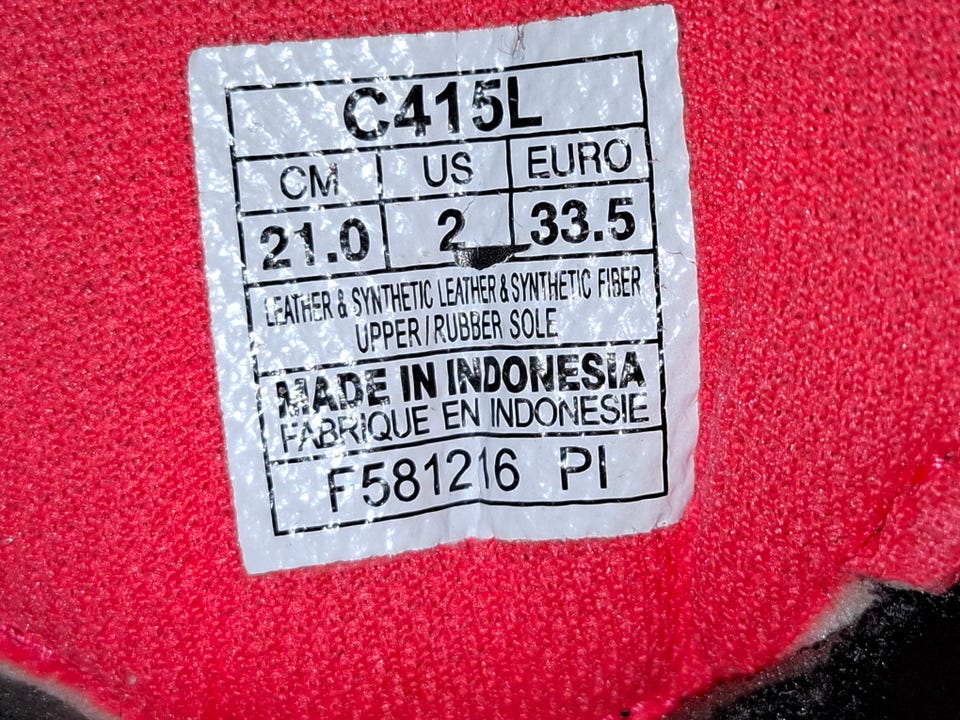 C415L
CM US EURO
21.0 2 33.5
LEATHER & SYNTHETIC LEATHER & SYNTHETIC FIBER
UPPER / RUBBER SOLE
MADE IN INDONESIA
FABRIQUE EN INDONESIE
F581216 PI